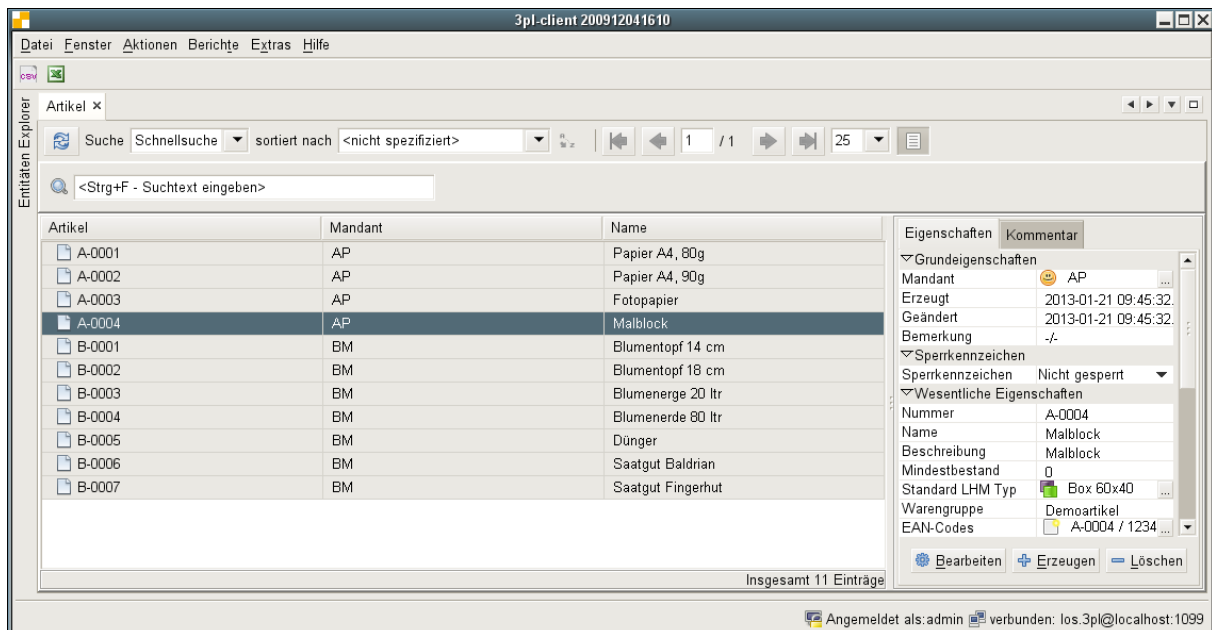 3pl-client 200912041610
Datei Fenster Aktionen Berichte Extras Hilfe
CSV
Entitäten Explorer
Artikel
Suche Schnellsuche sortiert nach <nicht spezifiziert> 1 / 1 25
<Strg+F - Suchtext eingeben>
Artikel Mandant Name
A-0001 AP Papier A4, 80g
A-0002 AP Papier A4, 90g
A-0003 AP Fotopapier
A-0004 AP Malblock
B-0001 BM Blumentopf 14 cm
B-0002 BM Blumentopf 18 cm
B-0003 BM Blumenerge 20 ltr
B-0004 BM Blumenerde 80 ltr
B-0005 BM Dünger
B-0006 BM Saatgut Baldrian
B-0007 BM Saatgut Fingerhut
Insgesamt 11 Einträge
Eigenschaften Kommentar
Grundeigenschaften
Mandant AP ...
Erzeugt 2013-01-21 09:45:32.
Geändert 2013-01-21 09:45:32.
Bemerkung -/-
Sperrkennzeichen
Sperrkennzeichen Nicht gesperrt
Wesentliche Eigenschaften
Nummer A-0004
Name Malblock
Beschreibung Malblock
Mindestbestand 0
Standard LHM Typ Box 60x40 ...
Warengruppe Demoartikel
EAN-Codes A-0004 / 1234 ...
Bearbeiten Erzeugen Löschen
Angemeldet als:admin verbunden: los.3pl@localhost:1099